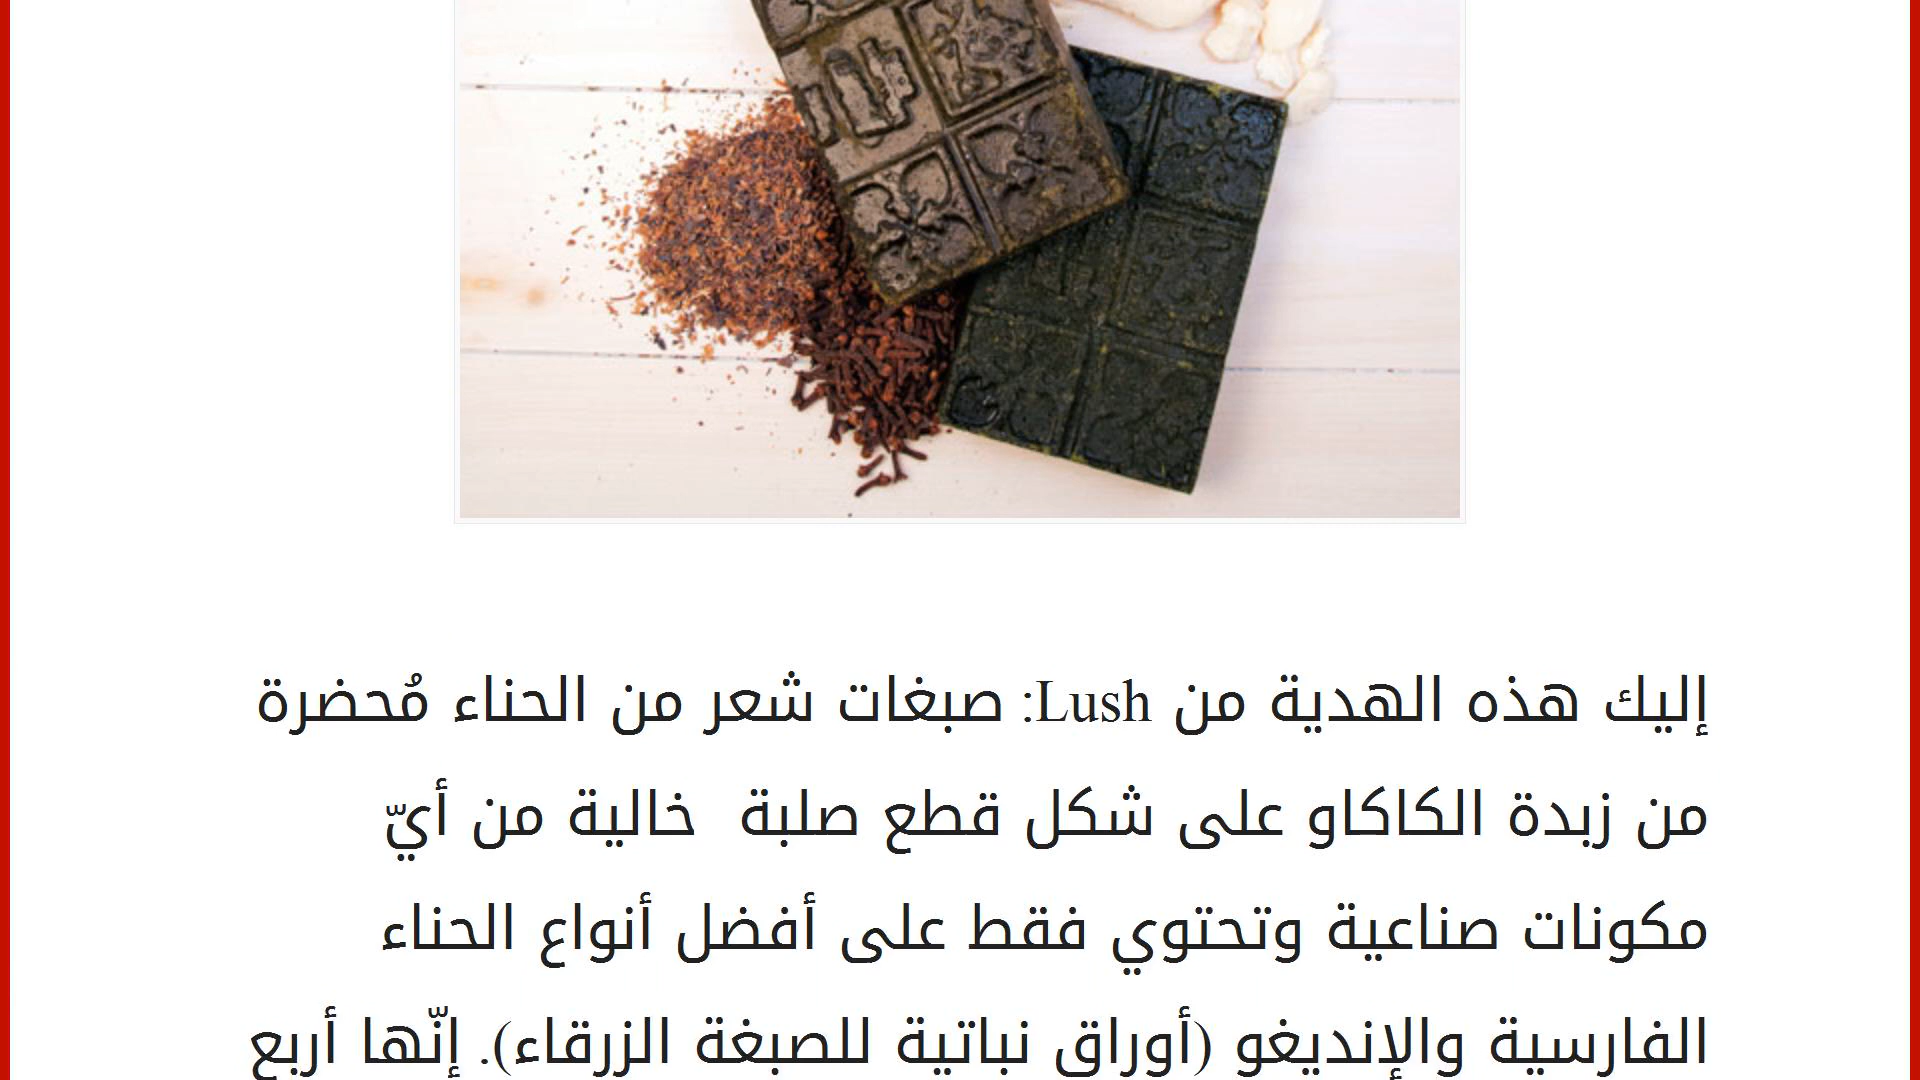 إليك هذه الهدية من Lush: صبغات شعر من الحناء مُحضرة
من زبدة الكاكاو على شكل قطع صلبة  خالية من أيّ
مكونات صناعية وتحتوي فقط على أفضل أنواع الحناء
الفارسية والإنديغو (أوراق نباتية للصبغة الزرقاء). إنّها أربع